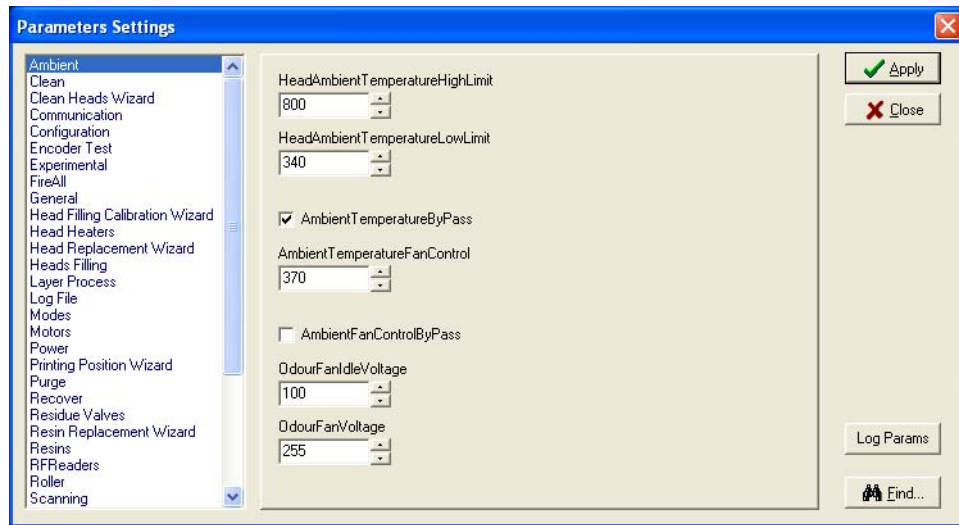 Parameters Settings
Ambient
Clean
Clean Heads Wizard
Communication
Configuration
Encoder Test
Experimental
FireAll
General
Head Filling Calibration Wizard
Head Heaters
Head Replacement Wizard
Heads Filling
Layer Process
Log File
Modes
Motors
Power
Printing Position Wizard
Purge
Recover
Residue Valves
Resin Replacement Wizard
Resins
RFReaders
Roller
Scanning
HeadAmbientTemperatureHighLimit
800
HeadAmbientTemperatureLowLimit
340
AmbientTemperatureByPass
AmbientTemperatureFanControl
370
AmbientFanControlByPass
OdourFanIdleVoltage
100
OdourFanVoltage
255
Apply
Close
Log Params
Find...